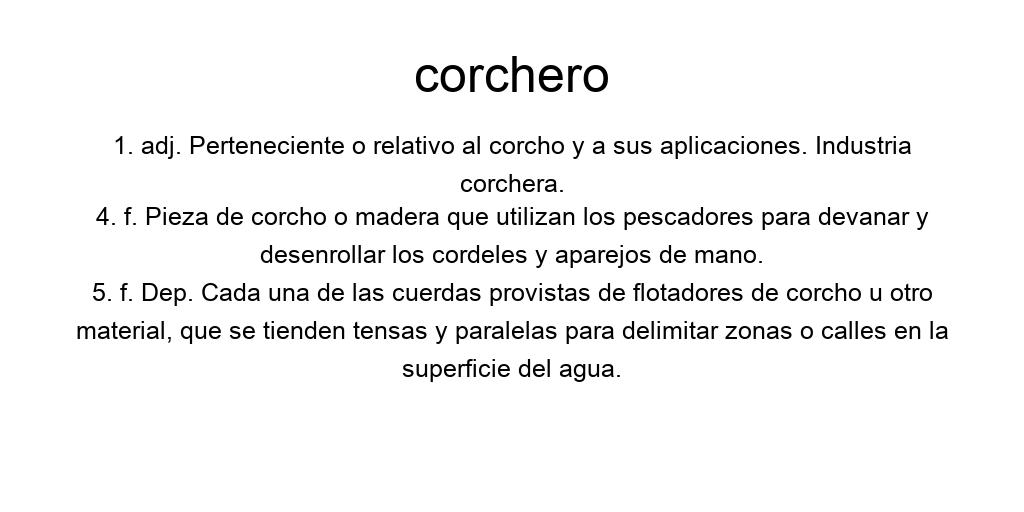 corchero
1. adj. Perteneciente o relativo al corcho y a sus aplicaciones. Industria
corchera.
4. f. Pieza de corcho o madera que utilizan los pescadores para devanar y
desenrollar los cordeles y aparejos de mano.
5. f. Dep. Cada una de las cuerdas provistas de flotadores de corcho u otro
material, que se tienden tensas y paralelas para delimitar zonas o calles en la
superficie del agua.